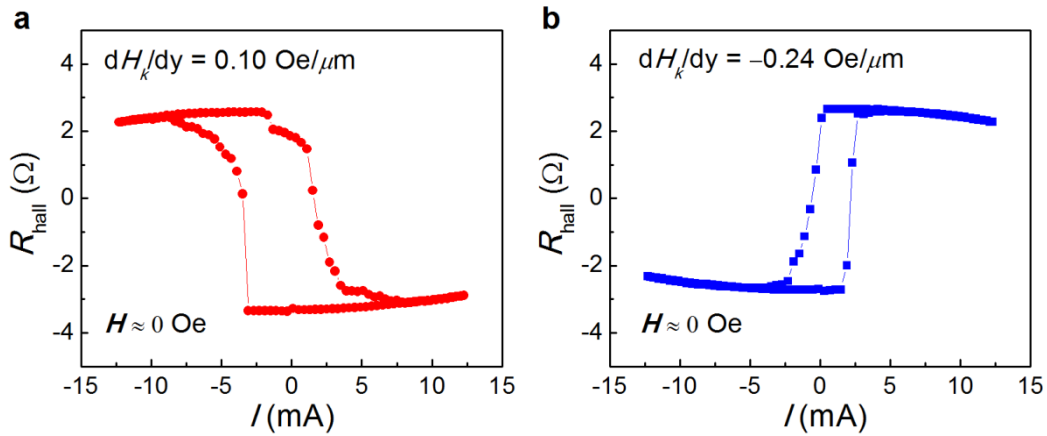 a
dH_k/dy = 0.10 Oe/μm
R_hall (Ω)
4
2
0
-2
-4
H ≈ 0 Oe
-15 -10 -5 0 5 10 15
I (mA)
b
dH_k/dy = −0.24 Oe/μm
R_hall (Ω)
4
2
0
-2
-4
H ≈ 0 Oe
-15 -10 -5 0 5 10 15
I (mA)